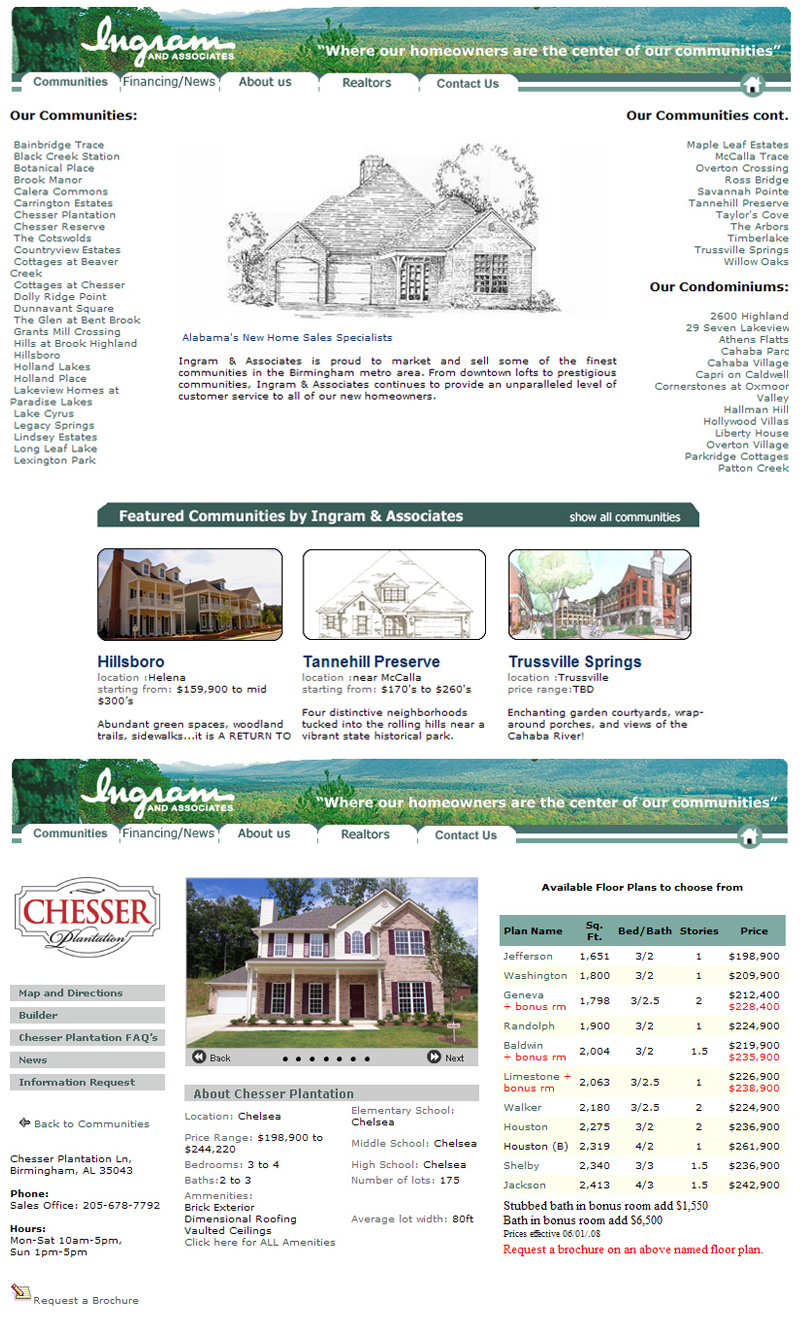 Ingram
AND ASSOCIATES
“Where our homeowners are the center of our communities”
Communities
Financing/News
About us
Realtors
Contact Us
Our Communities:
Bainbridge Trace
Black Creek Station
Botanical Place
Brook Manor
Calera Commons
Carrington Estates
Chesser Plantation
Chesser Reserve
The Cotswolds
Countryview Estates
Cottages at Beaver
Creek
Cottages at Chesser
Dolly Ridge Point
Dunnavant Square
The Glen at Bent Brook
Grants Mill Crossing
Hills at Brook Highland
Hillsboro
Holland Lakes
Holland Place
Lakeview Homes at
Paradise Lakes
Lake Cyrus
Legacy Springs
Lindsey Estates
Long Leaf Lake
Lexington Park
Alabama's New Home Sales Specialists
Ingram & Associates is proud to market and sell some of the finest
communities in the Birmingham metro area. From downtown lofts to prestigious
communities, Ingram & Associates continues to provide an unparalleled level of
customer service to all of our new homeowners.
Our Communities cont.
Maple Leaf Estates
McCalla Trace
Overton Crossing
Ross Bridge
Savannah Pointe
Tannehill Preserve
Taylor's Cove
The Arbors
Timberlake
Trussville Springs
Willow Oaks
Our Condominiums:
2600 Highland
29 Seven Lakeview
Athens Flatts
Cahaba Parc
Cahaba Village
Capri on Caldwell
Cornerstones at Oxmoor
Valley
Hallman Hill
Hollywood Villas
Liberty House
Overton Village
Parkridge Cottages
Patton Creek
Featured Communities by Ingram & Associates
show all communities
Hillsboro
location :Helena
starting from: $159,900 to mid
$300's
Abundant green spaces, woodland
trails, sidewalks...it is A RETURN TO
Tannehill Preserve
location :near McCalla
starting from: $170's to $260's
Four distinctive neighborhoods
tucked into the rolling hills near a
vibrant state historical park.
Trussville Springs
location :Trussville
price range:TBD
Enchanting garden courtyards, wrap-
around porches, and views of the
Cahaba River!
Ingram
AND ASSOCIATES
“Where our homeowners are the center of our communities”
Communities
Financing/News
About us
Realtors
Contact Us
CHESSER
Plantation
Map and Directions
Builder
Chesser Plantation FAQ's
News
Information Request
Back to Communities
Chesser Plantation Ln,
Birmingham, AL 35043
Phone:
Sales Office: 205-678-7792
Hours:
Mon-Sat 10am-5pm,
Sun 1pm-5pm
Request a Brochure
Back
Next
About Chesser Plantation
Location: Chelsea
Price Range: $198,900 to
$244,220
Bedrooms: 3 to 4
Baths:2 to 3
Ammenities:
Brick Exterior
Dimensional Roofing
Vaulted Ceilings
Click here for ALL Amenities
Elementary School:
Chelsea
Middle School: Chelsea
High School: Chelsea
Number of lots: 175
Average lot width: 80ft
Available Floor Plans to choose from
Plan Name Sq. Ft. Bed/Bath Stories Price
Jefferson 1,651 3/2 1 $198,900
Washington 1,800 3/2 1 $209,900
Geneva 1,798 3/2.5 2 $212,400
+ bonus rm $228,400
Randolph 1,900 3/2 1 $224,900
Baldwin 2,004 3/2 1.5 $219,900
+ bonus rm $235,900
Limestone + 2,063 3/2.5 1 $226,900
bonus rm $238,900
Walker 2,180 3/2.5 2 $224,900
Houston 2,275 3/2 2 $236,900
Houston (B) 2,319 4/2 1 $261,900
Shelby 2,340 3/3 1.5 $236,900
Jackson 2,413 4/3 1.5 $242,900
Stubbed bath in bonus room add $1,550
Bath in bonus room add $6,500
Prices effective 06/01/.08
Request a brochure on an above named floor plan.